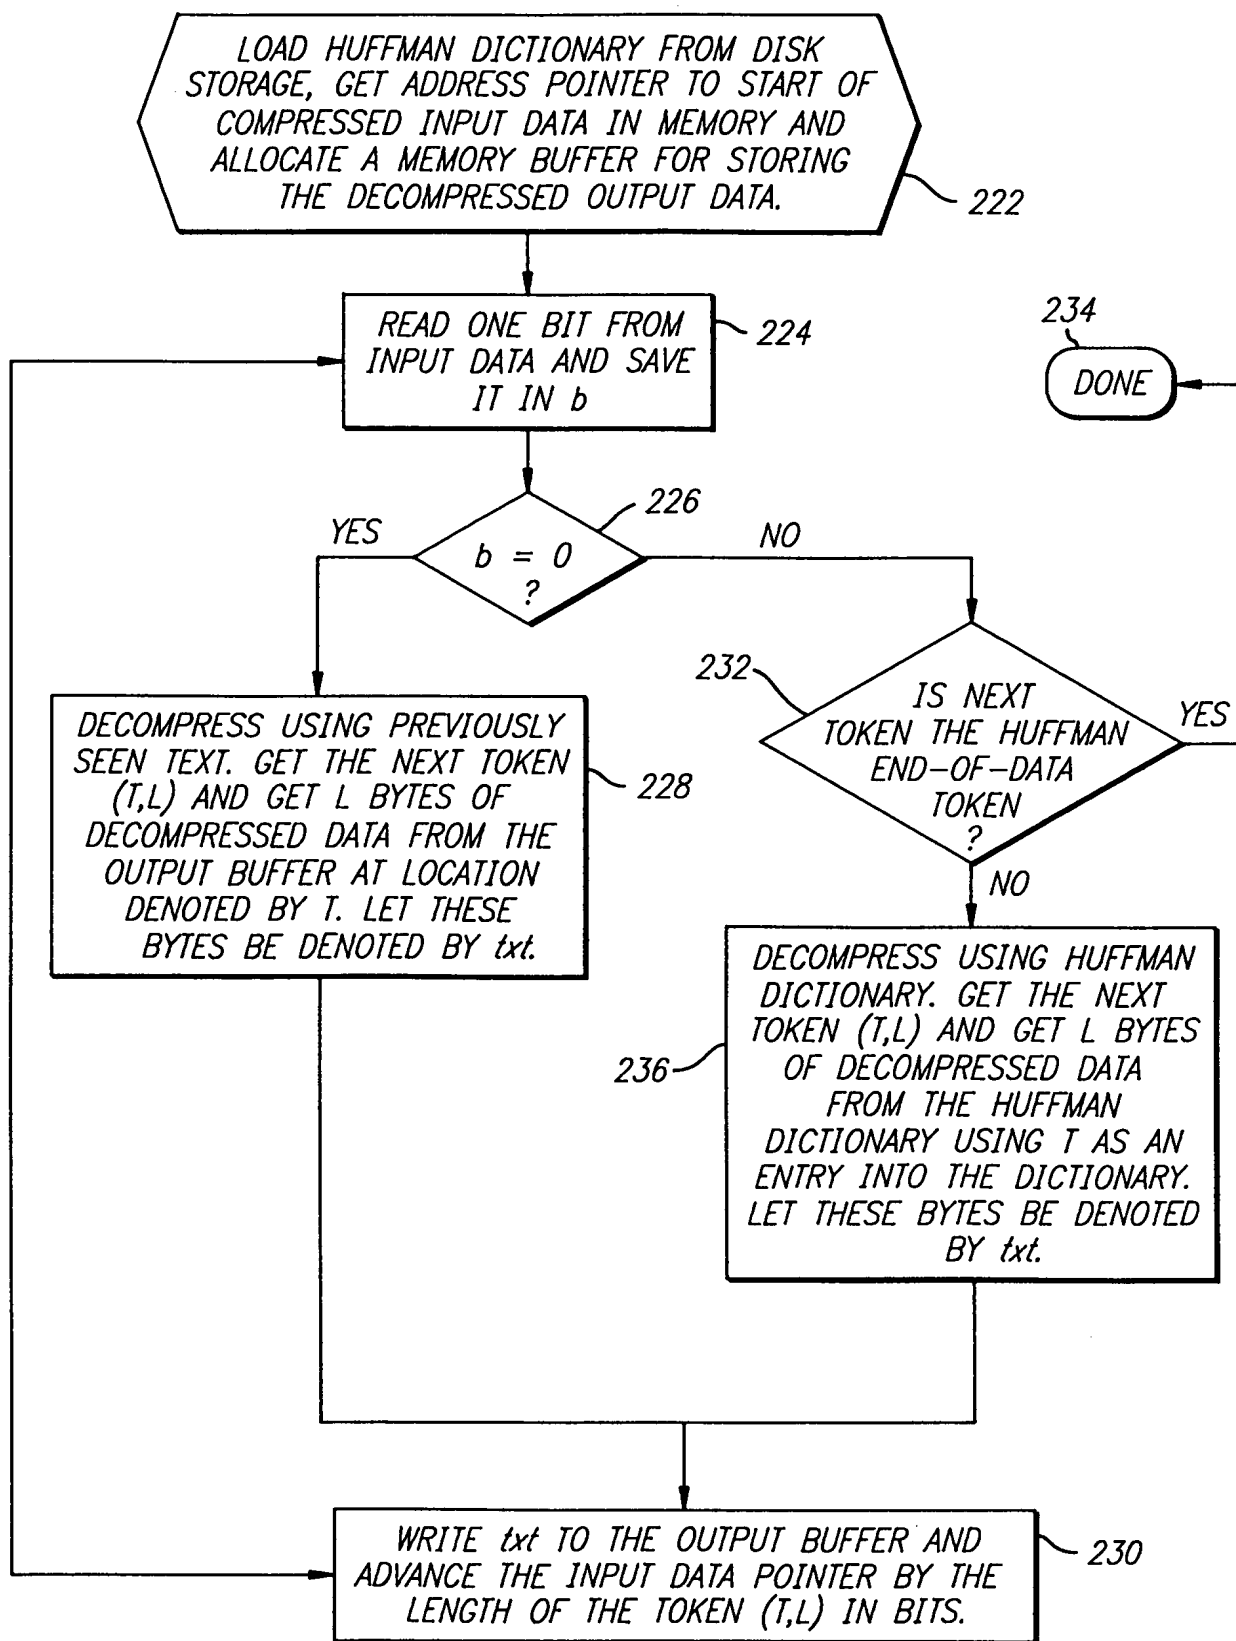 LOAD HUFFMAN DICTIONARY FROM DISK
STORAGE, GET ADDRESS POINTER TO START OF
COMPRESSED INPUT DATA IN MEMORY AND
ALLOCATE A MEMORY BUFFER FOR STORING
THE DECOMPRESSED OUTPUT DATA.
222
READ ONE BIT FROM
INPUT DATA AND SAVE
IT IN b
224
234
DONE
226
YES
b = 0
?
NO
232
IS NEXT
TOKEN THE HUFFMAN
END-OF-DATA
TOKEN
?
YES
NO
DECOMPRESS USING PREVIOUSLY
SEEN TEXT. GET THE NEXT TOKEN
(T,L) AND GET L BYTES OF
DECOMPRESSED DATA FROM THE
OUTPUT BUFFER AT LOCATION
DENOTED BY T. LET THESE
BYTES BE DENOTED BY txt.
228
DECOMPRESS USING HUFFMAN
DICTIONARY. GET THE NEXT
TOKEN (T,L) AND GET L BYTES
OF DECOMPRESSED DATA
FROM THE HUFFMAN
DICTIONARY USING T AS AN
ENTRY INTO THE DICTIONARY.
LET THESE BYTES BE DENOTED
BY txt.
236
WRITE txt TO THE OUTPUT BUFFER AND
ADVANCE THE INPUT DATA POINTER BY THE
LENGTH OF THE TOKEN (T,L) IN BITS.
230